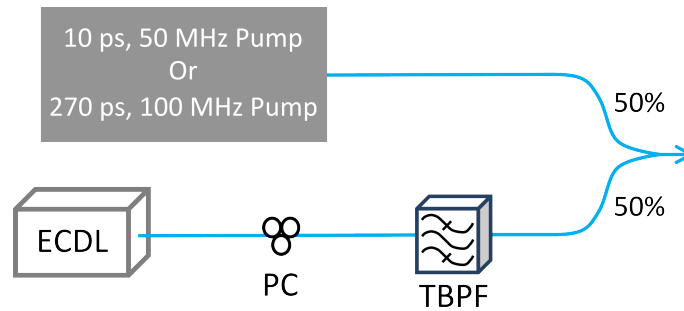 10 ps, 50 MHz Pump
Or
270 ps, 100 MHz Pump
50%
50%
ECDL
PC
TBPF